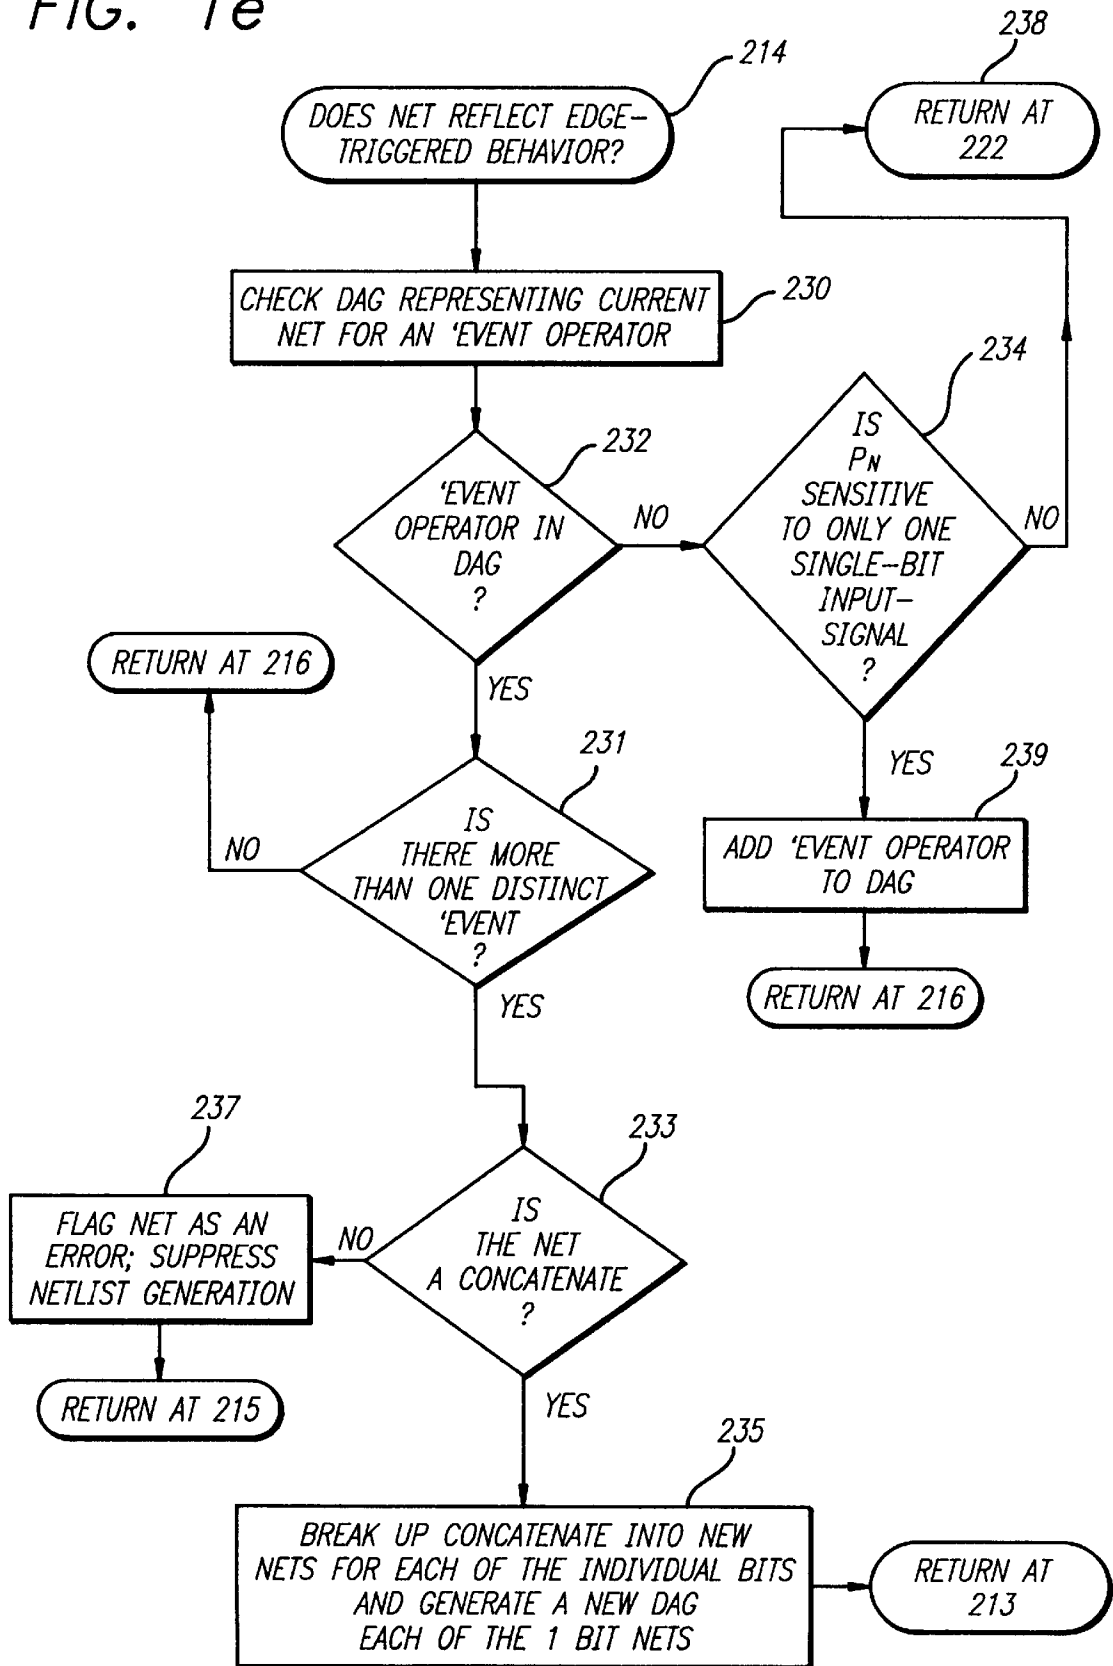 FIG. 1e
214
DOES NET REFLECT EDGE-
TRIGGERED BEHAVIOR?
238
RETURN AT
222
230
CHECK DAG REPRESENTING CURRENT
NET FOR AN 'EVENT OPERATOR
232
'EVENT
OPERATOR IN
DAG
?
NO
234
IS
PN
SENSITIVE
TO ONLY ONE
SINGLE-BIT
INPUT-
SIGNAL
?
NO
YES
RETURN AT 216
YES
239
ADD 'EVENT OPERATOR
TO DAG
RETURN AT 216
231
IS
THERE MORE
THAN ONE DISTINCT
'EVENT
?
NO
YES
237
FLAG NET AS AN
ERROR; SUPPRESS
NETLIST GENERATION
RETURN AT 215
233
IS
THE NET
A CONCATENATE
?
NO
YES
235
BREAK UP CONCATENATE INTO NEW
NETS FOR EACH OF THE INDIVIDUAL BITS
AND GENERATE A NEW DAG
EACH OF THE 1 BIT NETS
RETURN AT
213